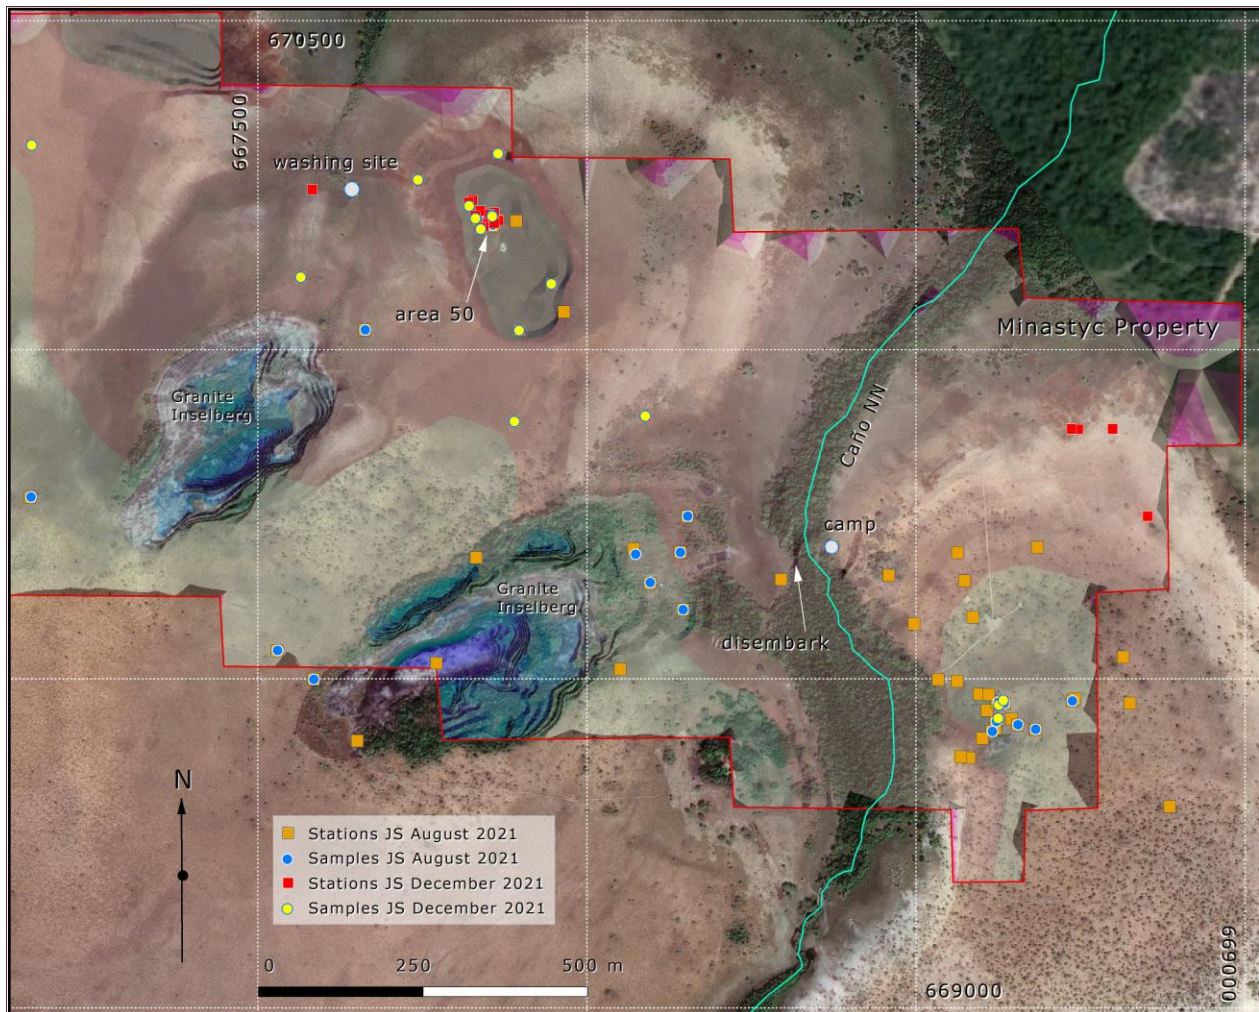 670500
667500
washing site
area 50
Minastyc Property
Granite
Inselberg
Caño NN
camp
Granite
Inselberg
disembark
N
Stations JS August 2021
Samples JS August 2021
Stations JS December 2021
Samples JS December 2021
0 250 500 m
669000
669000